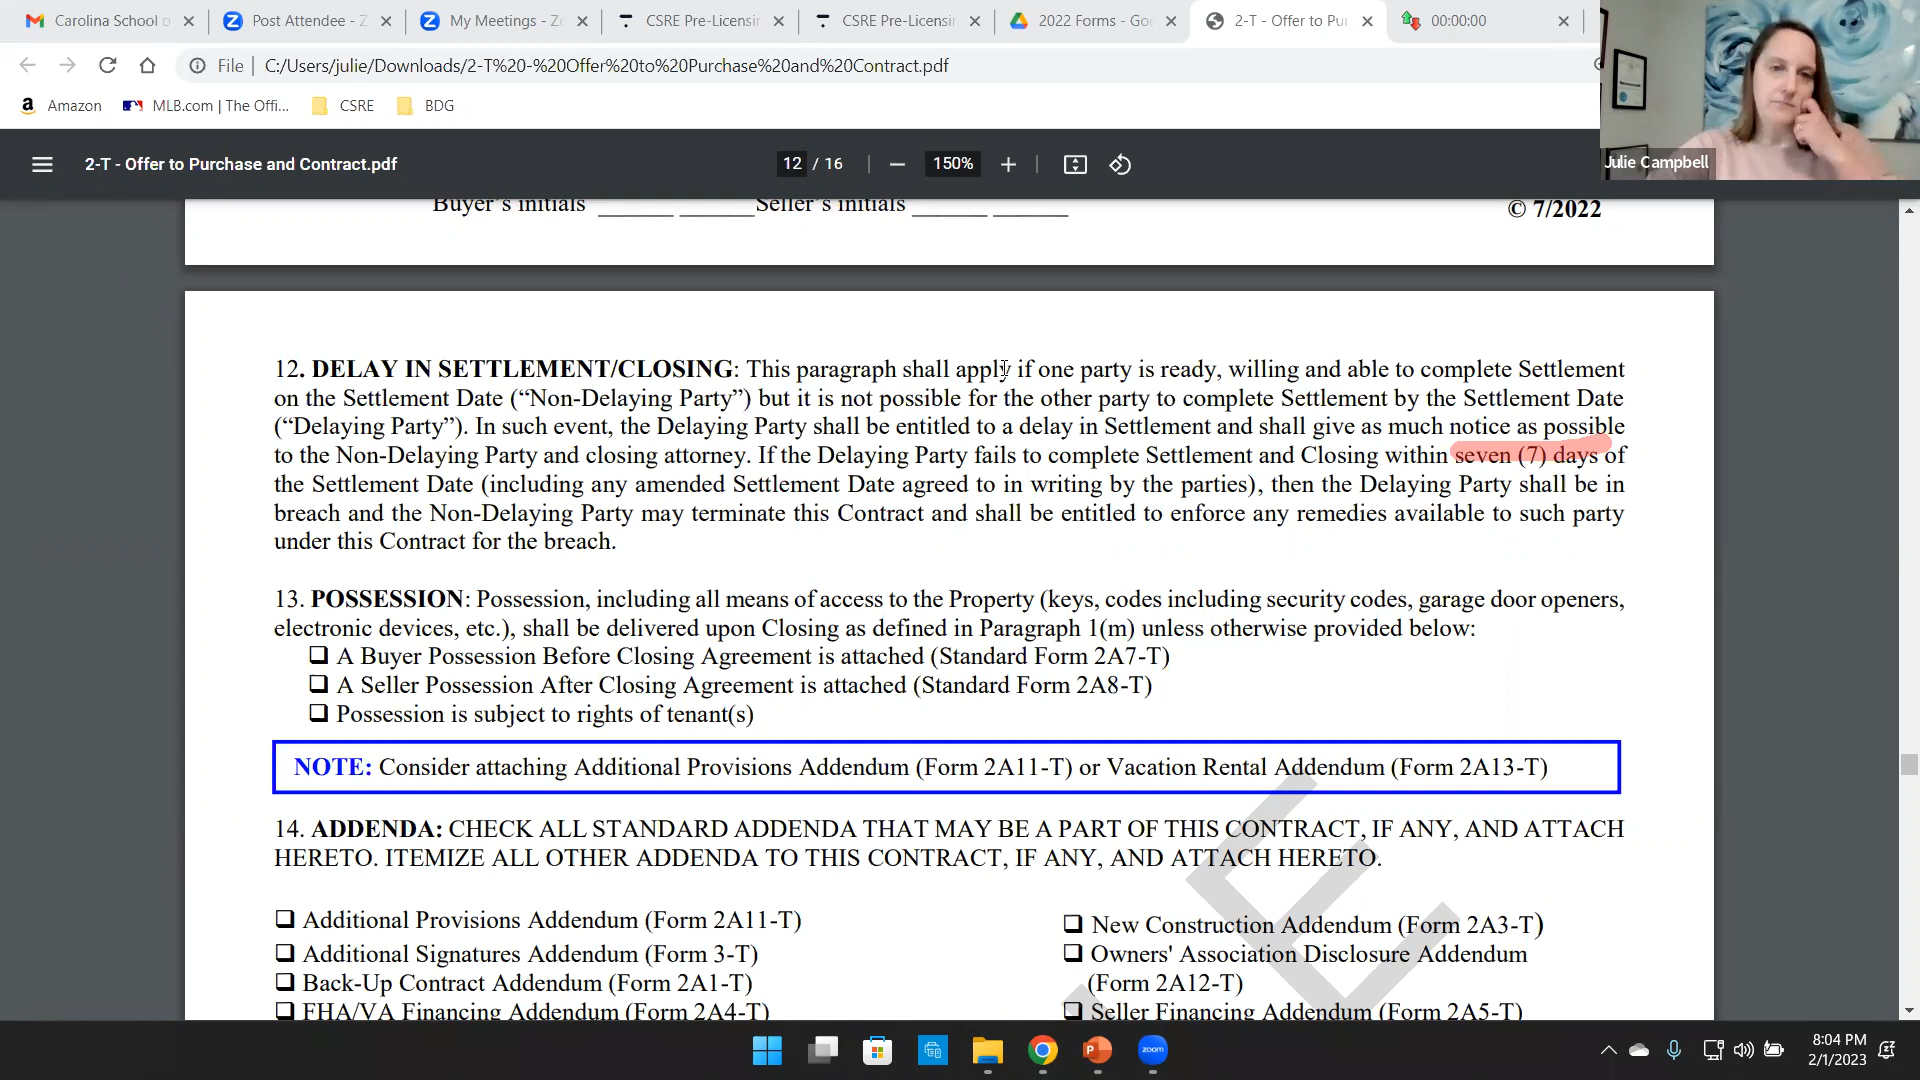 Carolina School o
Post Attendee - Z
My Meetings - Zo
CSRE Pre-Licensin
CSRE Pre-Licensin
2022 Forms - Goo
2-T - Offer to Pur
00:00:00
File C:/Users/julie/Downloads/2-T%20-%20Offer%20to%20Purchase%20and%20Contract.pdf
Amazon MLB.com | The Offi... CSRE BDG
2-T - Offer to Purchase and Contract.pdf
12 / 16
150%
Julie Campbell
Buyer's initials ______ ______Seller's initials ______ ______
© 7/2022
12. DELAY IN SETTLEMENT/CLOSING: This paragraph shall apply if one party is ready, willing and able to complete Settlement
on the Settlement Date (“Non-Delaying Party”) but it is not possible for the other party to complete Settlement by the Settlement Date
(“Delaying Party”). In such event, the Delaying Party shall be entitled to a delay in Settlement and shall give as much notice as possible
to the Non-Delaying Party and closing attorney. If the Delaying Party fails to complete Settlement and Closing within seven (7) days of
the Settlement Date (including any amended Settlement Date agreed to in writing by the parties), then the Delaying Party shall be in
breach and the Non-Delaying Party may terminate this Contract and shall be entitled to enforce any remedies available to such party
under this Contract for the breach.
13. POSSESSION: Possession, including all means of access to the Property (keys, codes including security codes, garage door openers,
electronic devices, etc.), shall be delivered upon Closing as defined in Paragraph 1(m) unless otherwise provided below:
❏ A Buyer Possession Before Closing Agreement is attached (Standard Form 2A7-T)
❏ A Seller Possession After Closing Agreement is attached (Standard Form 2A8-T)
❏ Possession is subject to rights of tenant(s)
NOTE: Consider attaching Additional Provisions Addendum (Form 2A11-T) or Vacation Rental Addendum (Form 2A13-T)
14. ADDENDA: CHECK ALL STANDARD ADDENDA THAT MAY BE A PART OF THIS CONTRACT, IF ANY, AND ATTACH
HERETO. ITEMIZE ALL OTHER ADDENDA TO THIS CONTRACT, IF ANY, AND ATTACH HERETO.
❏ Additional Provisions Addendum (Form 2A11-T)
❏ Additional Signatures Addendum (Form 3-T)
❏ Back-Up Contract Addendum (Form 2A1-T)
❏ FHA/VA Financing Addendum (Form 2A4-T)
❏ New Construction Addendum (Form 2A3-T)
❏ Owners' Association Disclosure Addendum
(Form 2A12-T)
❏ Seller Financing Addendum (Form 2A5-T)
E
zoom
8:04 PM
2/1/2023